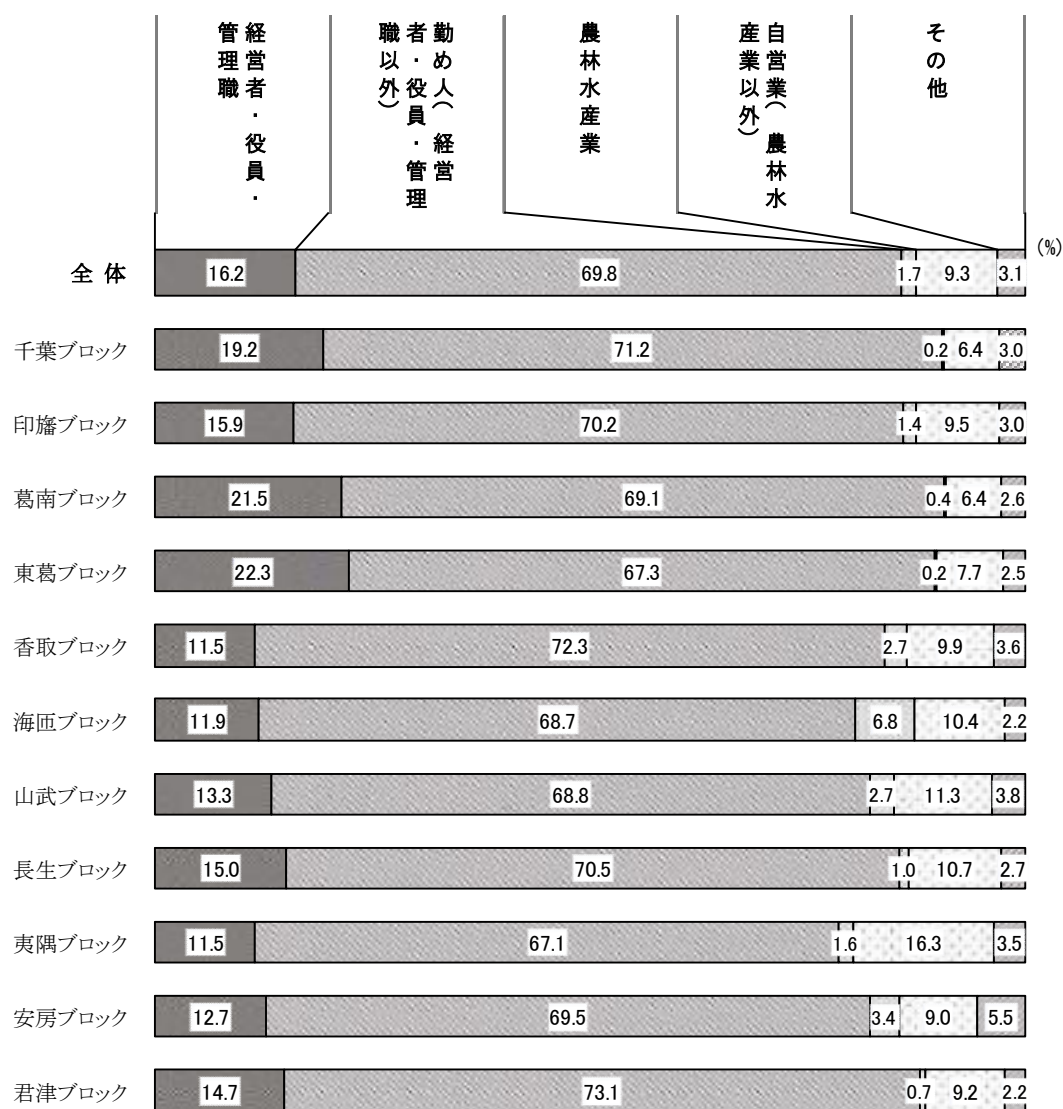 経営者・役員・
管理職
勤め人（経営
者・役員・管理
職以外）
農林水産業
自営業（農林水
産業以外）
その他
(%)
全体 16.2 69.8 1.7 9.3 3.1
千葉ブロック 19.2 71.2 0.2 6.4 3.0
印旛ブロック 15.9 70.2 1.4 9.5 3.0
葛南ブロック 21.5 69.1 0.4 6.4 2.6
東葛ブロック 22.3 67.3 0.2 7.7 2.5
香取ブロック 11.5 72.3 2.7 9.9 3.6
海匝ブロック 11.9 68.7 6.8 10.4 2.2
山武ブロック 13.3 68.8 2.7 11.3 3.8
長生ブロック 15.0 70.5 1.0 10.7 2.7
夷隅ブロック 11.5 67.1 1.6 16.3 3.5
安房ブロック 12.7 69.5 3.4 9.0 5.5
君津ブロック 14.7 73.1 0.7 9.2 2.2